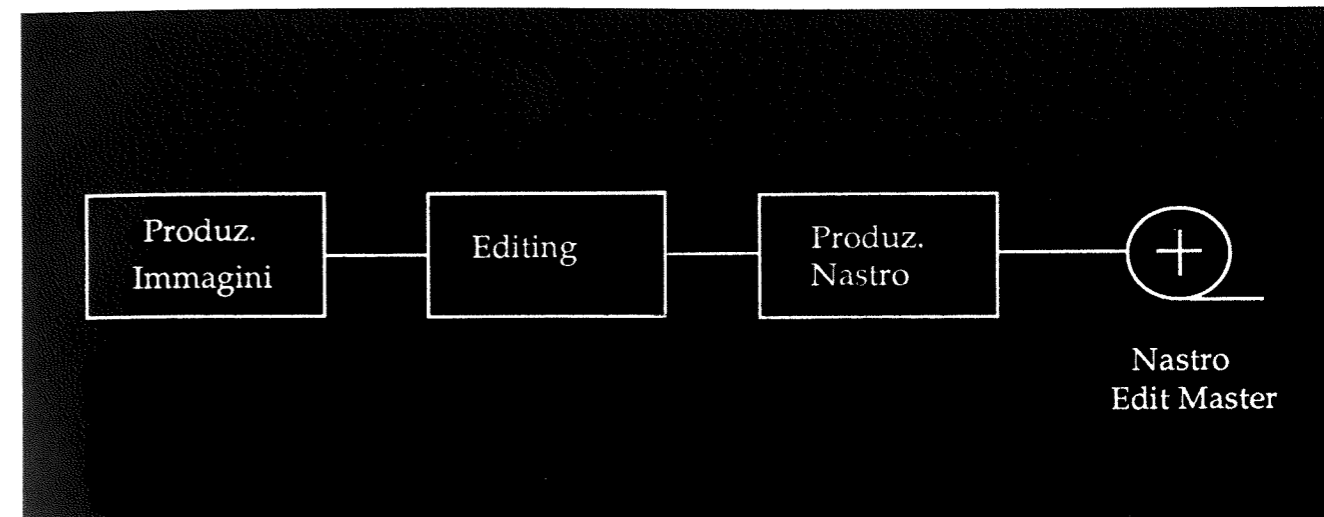 Produz.
Immagini
Editing
Produz.
Nastro
Nastro
Edit Master